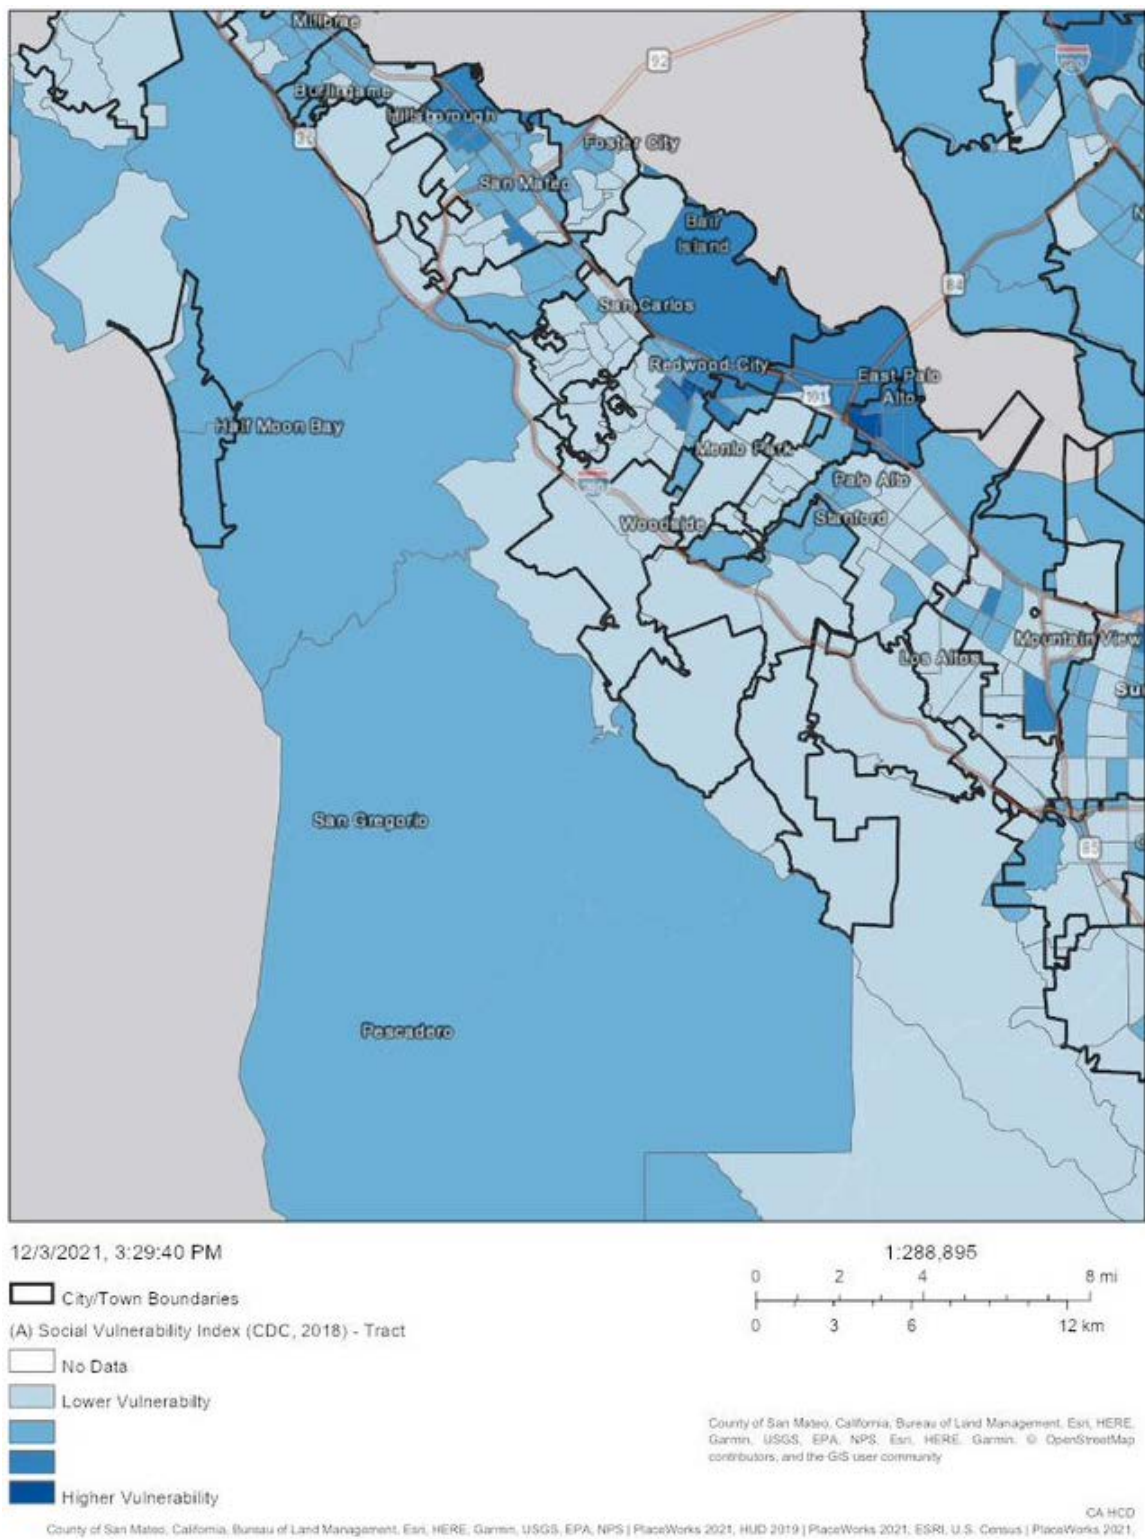 Millbrae
92
280
Burlingame
Hillsborough
Foster City
San Mateo
Bair
Island
84
San Carlos
Redwood City
East Palo
Alto
101
Half Moon Bay
Menlo Park
Palo Alto
Stanford
Woodside
Mountain View
Los Altos
Su
San Gregorio
85
Pescadero
12/3/2021, 3:29:40 PM
1:288,895
0 2 4 8 mi
0 3 6 12 km
City/Town Boundaries
(A) Social Vulnerability Index (CDC, 2018) - Tract
No Data
Lower Vulnerabilty
Higher Vulnerability
County of San Mateo, California, Bureau of Land Management, Esri, HERE,
Garmin, USGS, EPA, NPS, Esri, HERE, Garmin, © OpenStreetMap
contributors, and the GIS user community
CA HCD
County of San Mateo, California, Bureau of Land Management, Esri, HERE, Garmin, USGS, EPA, NPS | PlaceWorks 2021, HUD 2019 | PlaceWorks 2021, ESRI, U.S. Census | PlaceWorks 2021